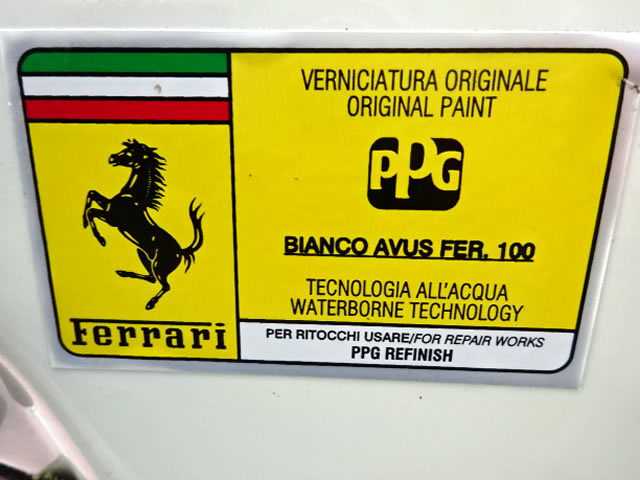 Ferrari
VERNICIATURA ORIGINALE
ORIGINAL PAINT
PPG
BIANCO AVUS FER. 100
TECNOLOGIA ALL'ACQUA
WATERBORNE TECHNOLOGY
PER RITOCCHI USARE/FOR REPAIR WORKS
PPG REFINISH